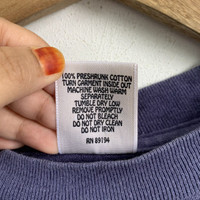 100% PRESHRUNK COTTON
TURN GARMENT INSIDE OUT
MACHINE WASH WARM
SEPARATELY
TUMBLE DRY LOW
REMOVE PROMPTLY
DO NOT BLEACH
DO NOT DRY CLEAN
DO NOT IRON
RN 89194